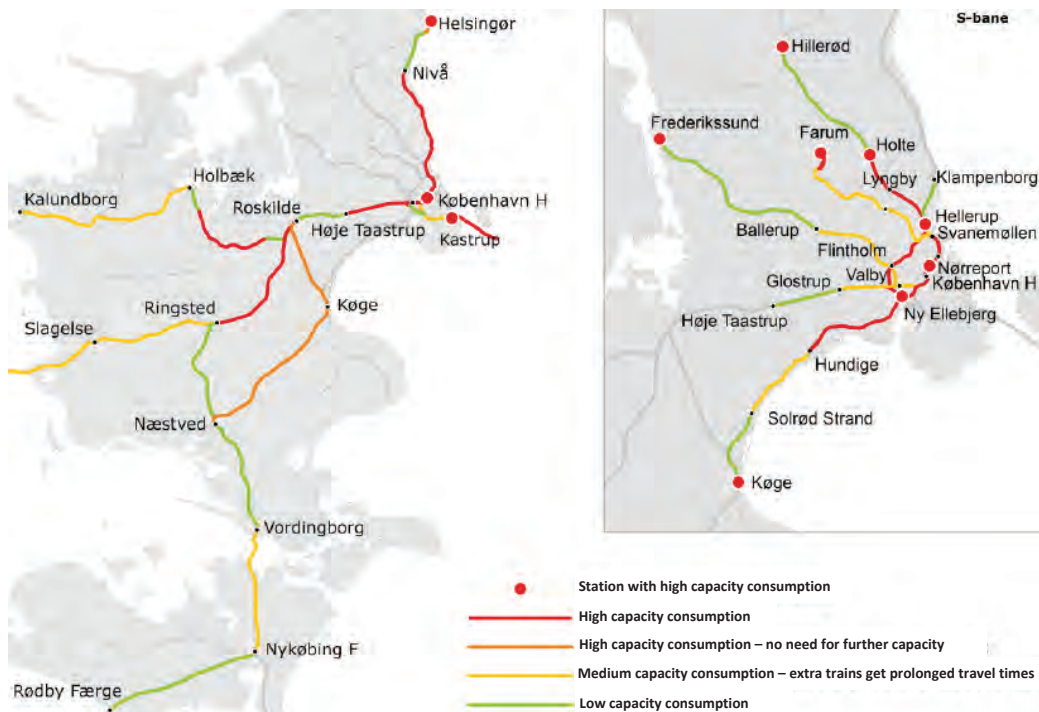 Helsingør
Nivå
Holbæk
Kalundborg
Roskilde
København H
Høje Taastrup
Kastrup
Køge
Ringsted
Slagelse
Næstved
Vordingborg
Nykøbing F
Rødby Færge
S-bane
Hillerød
Frederikssund
Farum
Holte
Lyngby
Klampenborg
Hellerup
Svanemøllen
Ballerup
Flintholm
Nørreport
Valby
København H
Glostrup
Ny Ellebjerg
Høje Taastrup
Hundige
Solrød Strand
Køge
Station with high capacity consumption
High capacity consumption
High capacity consumption – no need for further capacity
Medium capacity consumption – extra trains get prolonged travel times
Low capacity consumption